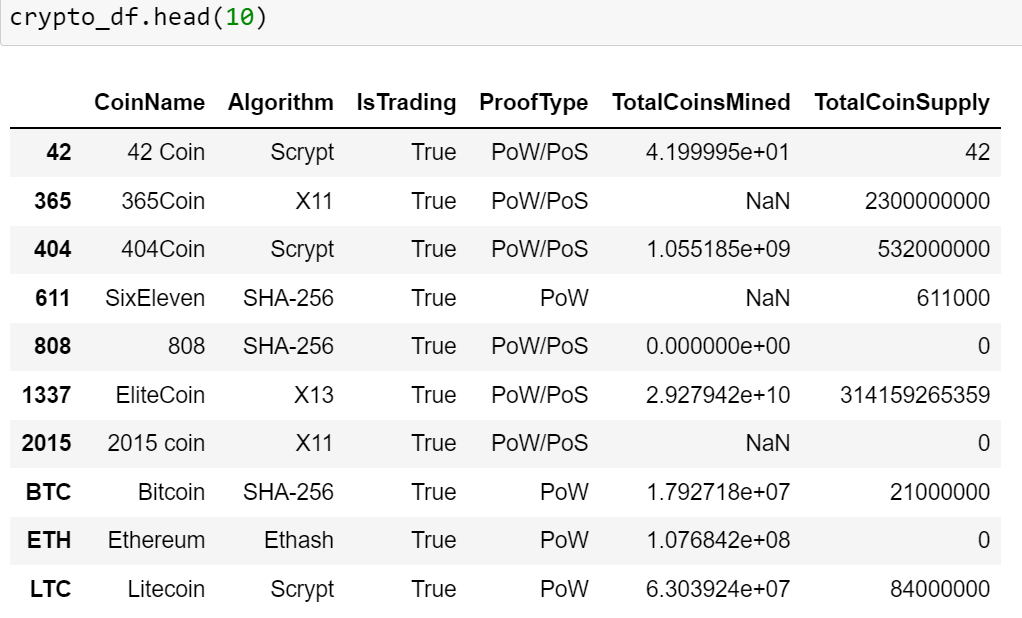 crypto_df.head(10)
CoinName Algorithm IsTrading ProofType TotalCoinsMined TotalCoinSupply
42 42 Coin Scrypt True PoW/PoS 4.199995e+01 42
365 365Coin X11 True PoW/PoS NaN 2300000000
404 404Coin Scrypt True PoW/PoS 1.055185e+09 532000000
611 SixEleven SHA-256 True PoW NaN 611000
808 808 SHA-256 True PoW/PoS 0.000000e+00 0
1337 EliteCoin X13 True PoW/PoS 2.927942e+10 314159265359
2015 2015 coin X11 True PoW/PoS NaN 0
BTC Bitcoin SHA-256 True PoW 1.792718e+07 21000000
ETH Ethereum Ethash True PoW 1.076842e+08 0
LTC Litecoin Scrypt True PoW 6.303924e+07 84000000